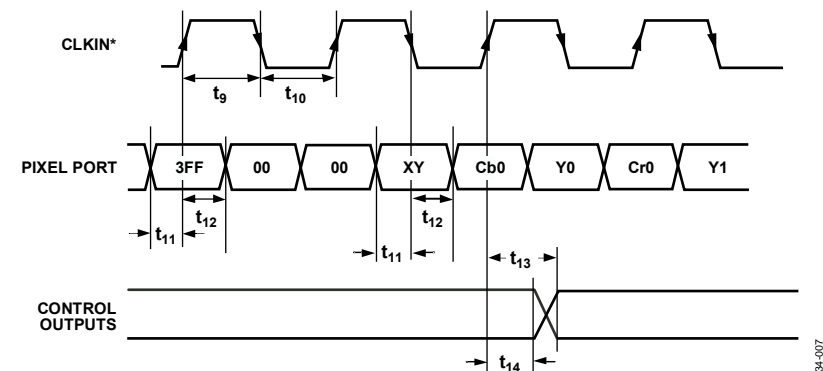 CLKIN*
t9
t10
PIXEL PORT
3FF
00
00
XY
Cb0
Y0
Cr0
Y1
t12
t12
t11
t11
t13
CONTROL
OUTPUTS
t14
34-007